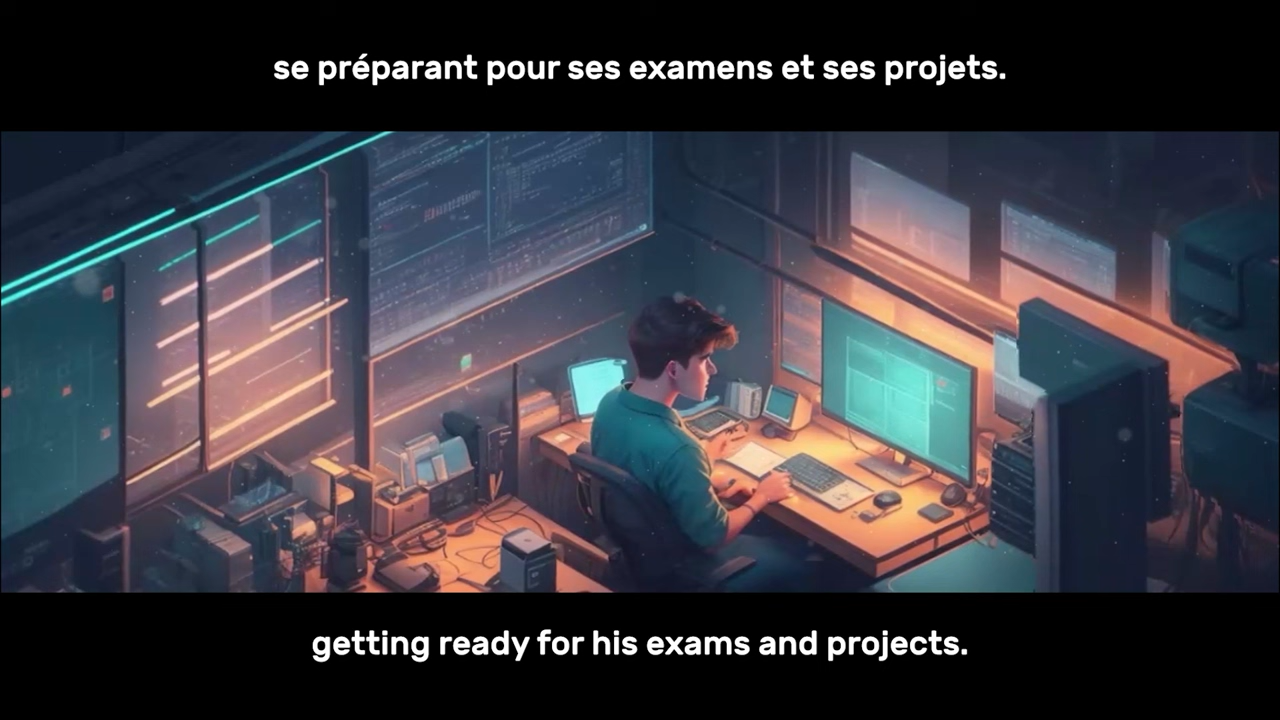 se préparant pour ses examens et ses projets.
getting ready for his exams and projects.